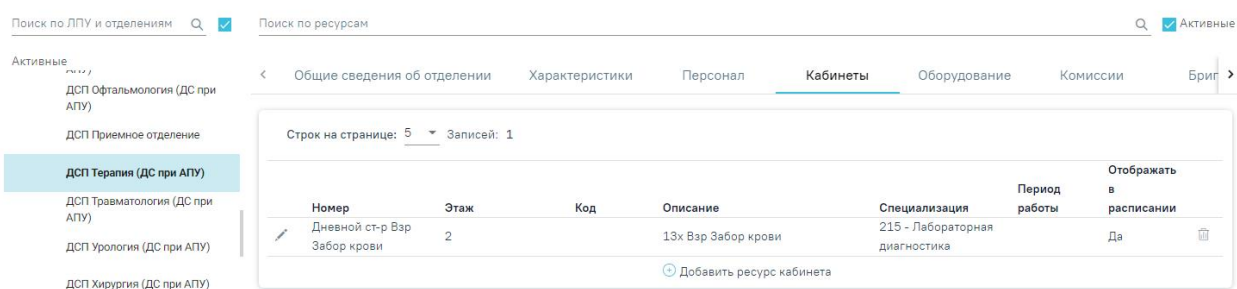 Поиск по ЛПУ и отделениям
Активные
АПУ)
ДСП Офтальмология (ДС при
АПУ)
ДСП Приемное отделение
ДСП Терапия (ДС при АПУ)
ДСП Травматология (ДС при
АПУ)
ДСП Урология (ДС при АПУ)
ДСП Хирургия (ДС при АПУ)
Поиск по ресурсам Активные
Общие сведения об отделении Характеристики Персонал Кабинеты Оборудование Комиссии Бриг
Строк на странице: 5 Записей: 1
Номер Этаж Код Описание Специализация Период работы Отображать в расписании
Дневной ст-р Взр
Забор крови
2
13х Взр Забор крови
215 - Лабораторная
диагностика
Да
Добавить ресурс кабинета